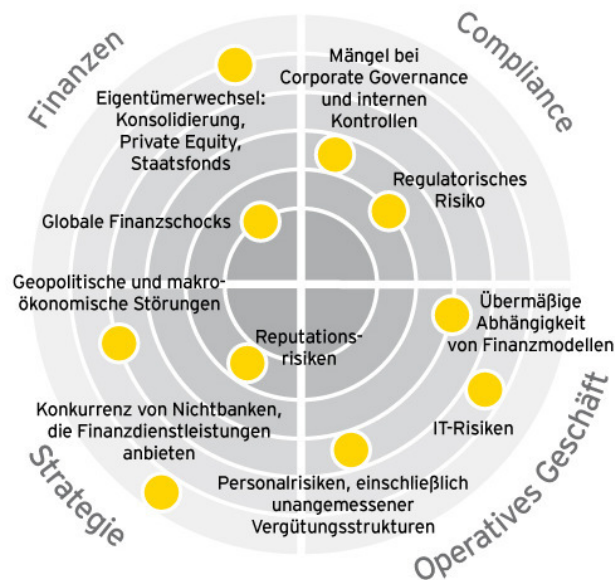 Finanzen
Compliance
Eigentümerwechsel:
Konsolidierung,
Private Equity,
Staatsfonds
Mängel bei
Corporate Governance
und internen
Kontrollen
Globale Finanzschocks
Regulatorisches
Risiko
Geopolitische und makro-
ökonomische Störungen
Reputations-
risiken
Konkurrenz von Nichtbanken,
die Finanzdienstleistungen
anbieten
Übermäßige
Abhängigkeit
von Finanzmodellen
IT-Risiken
Personalrisiken, einschließlich
unangemessener
Vergütungsstrukturen
Strategie
Operatives Geschäft